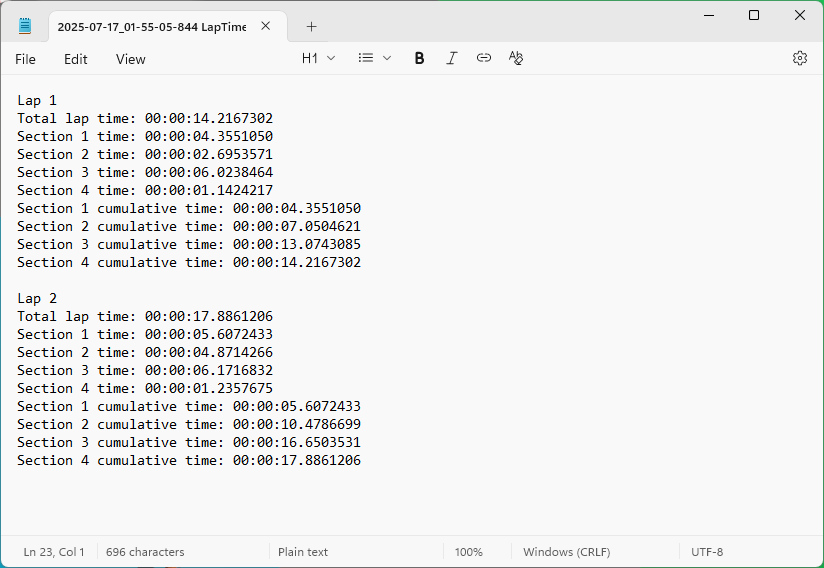 2025-07-17_01-55-05-844 LapTime
File Edit View H1 B I
Lap 1
Total lap time: 00:00:14.2167302
Section 1 time: 00:00:04.3551050
Section 2 time: 00:00:02.6953571
Section 3 time: 00:00:06.0238464
Section 4 time: 00:00:01.1424217
Section 1 cumulative time: 00:00:04.3551050
Section 2 cumulative time: 00:00:07.0504621
Section 3 cumulative time: 00:00:13.0743085
Section 4 cumulative time: 00:00:14.2167302
Lap 2
Total lap time: 00:00:17.8861206
Section 1 time: 00:00:05.6072433
Section 2 time: 00:00:04.8714266
Section 3 time: 00:00:06.1716832
Section 4 time: 00:00:01.2357675
Section 1 cumulative time: 00:00:05.6072433
Section 2 cumulative time: 00:00:10.4786699
Section 3 cumulative time: 00:00:16.6503531
Section 4 cumulative time: 00:00:17.8861206
Ln 23, Col 1 696 characters Plain text 100% Windows (CRLF) UTF-8